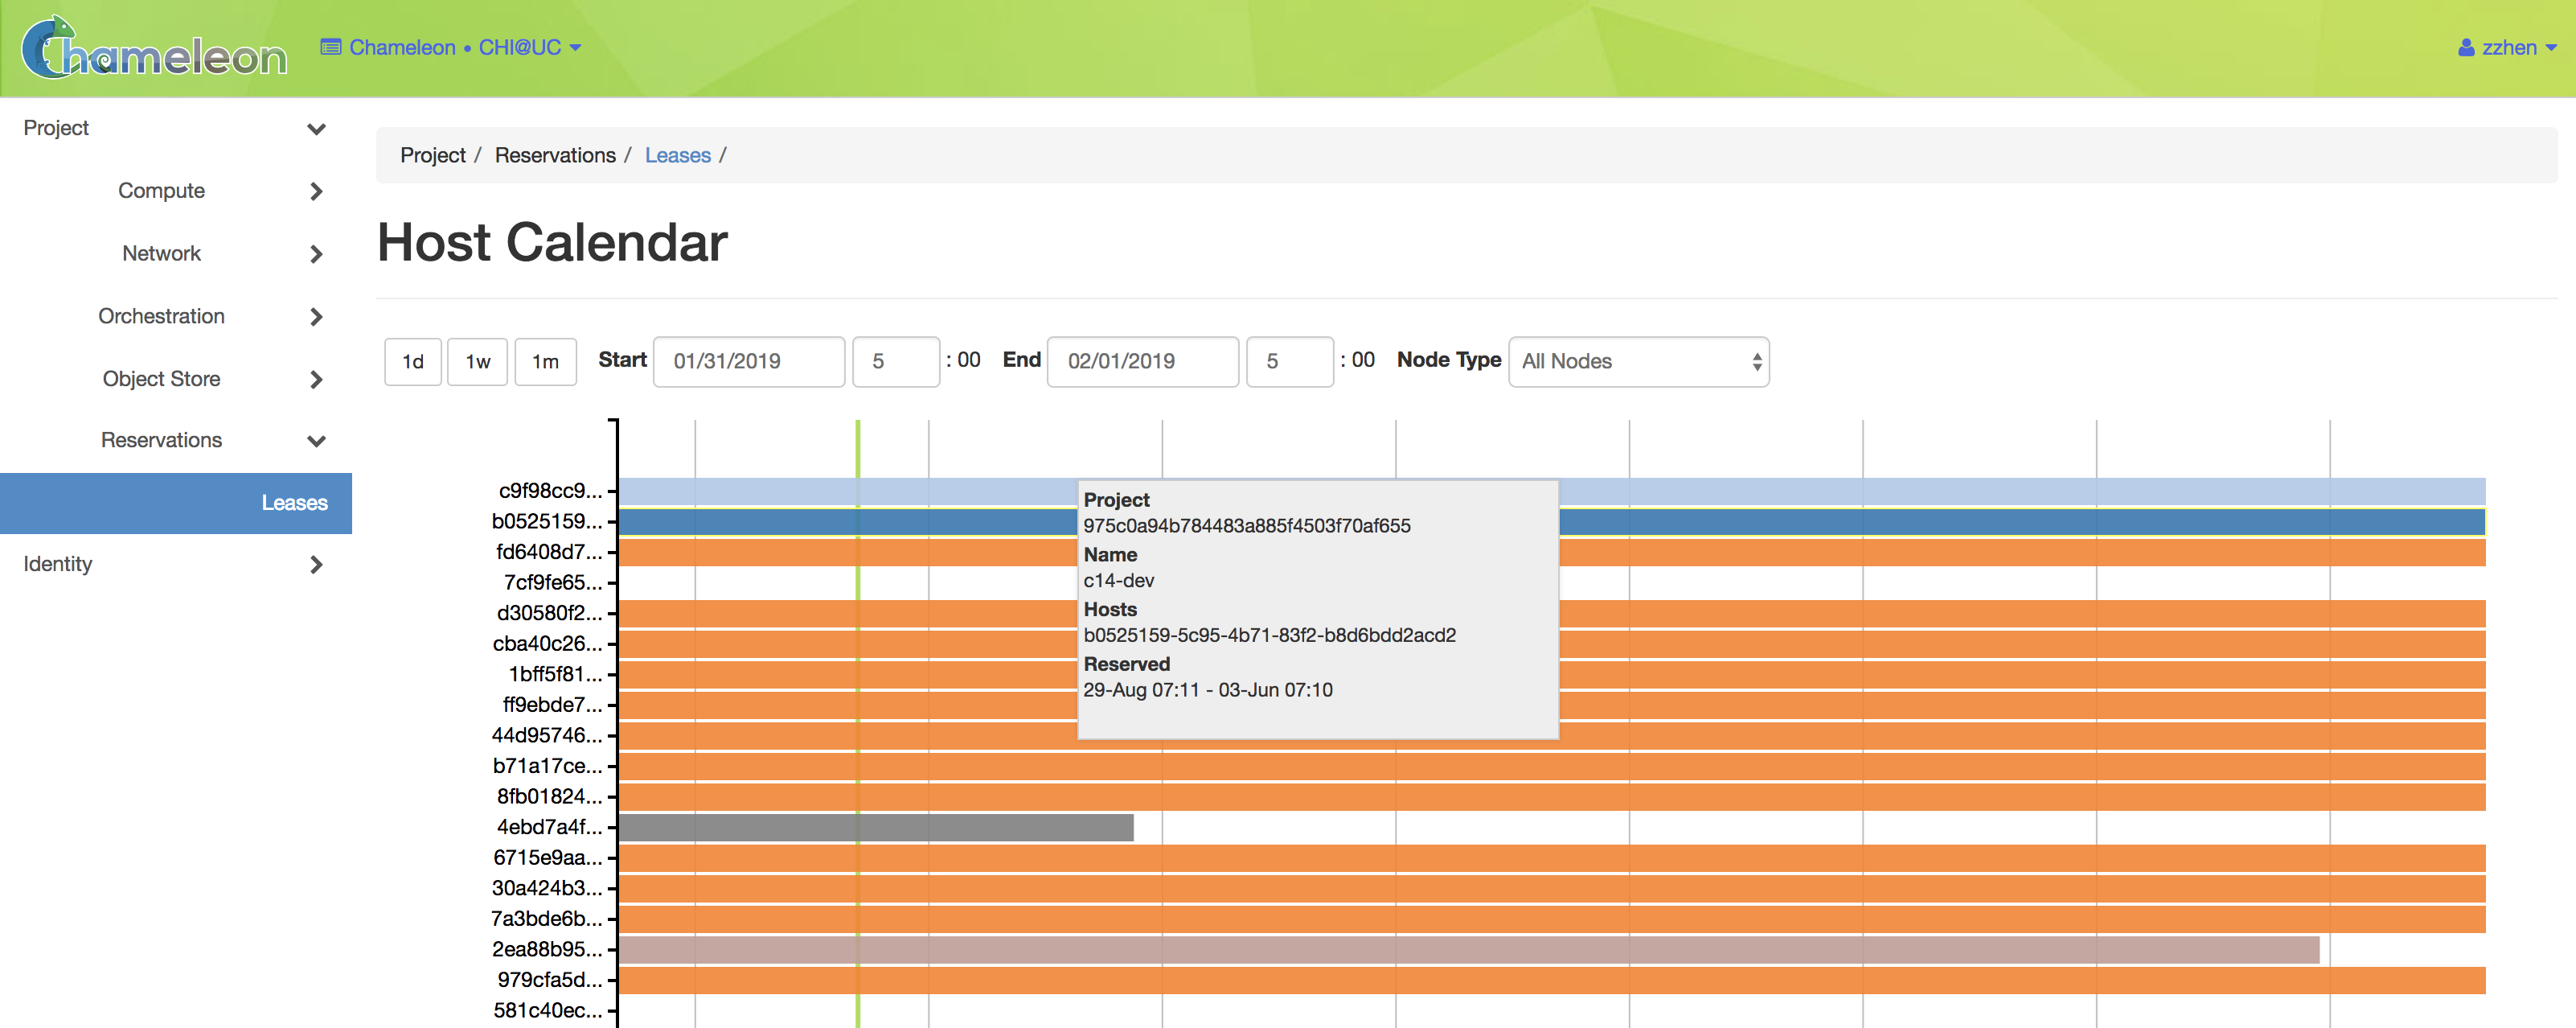 Chameleon
Chameleon • CHI@UC
zzhen
Project
Compute
Network
Orchestration
Object Store
Reservations
Leases
Identity
Project / Reservations / Leases /
Host Calendar
1d 1w 1m Start 01/31/2019 5 : 00 End 02/01/2019 5 : 00 Node Type All Nodes
c9f98cc9...
b0525159...
fd6408d7...
7cf9fe65...
d30580f2...
cba40c26...
1bff5f81...
ff9ebde7...
44d95746...
b71a17ce...
8fb01824...
4ebd7a4f...
6715e9aa...
30a424b3...
7a3bde6b...
2ea88b95...
979cfa5d...
581c40ec...
Project
975c0a94b784483a885f4503f70af655
Name
c14-dev
Hosts
b0525159-5c95-4b71-83f2-b8d6bdd2acd2
Reserved
29-Aug 07:11 - 03-Jun 07:10